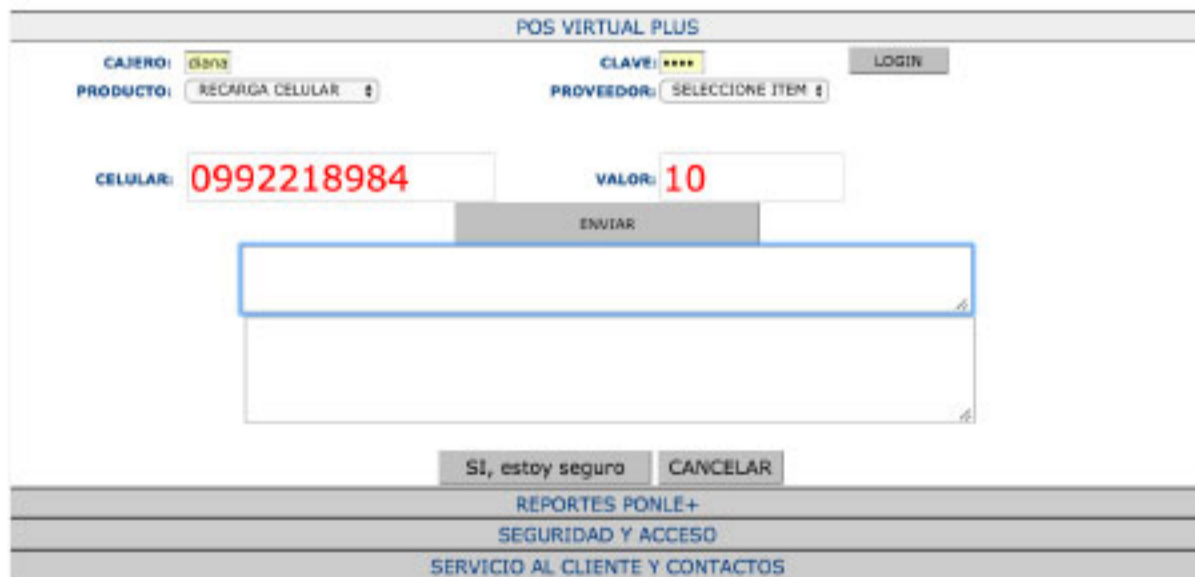 POS VIRTUAL PLUS
CAJERO: diana CLAVE: •••• LOGIN
PRODUCTO: RECARGA CELULAR PROVEEDOR: SELECCIONE ITEM
CELULAR: 0992218984 VALOR: 10
ENVIAR
SI, estoy seguro CANCELAR
REPORTES PONLE+
SEGURIDAD Y ACCESO
SERVICIO AL CLIENTE Y CONTACTOS